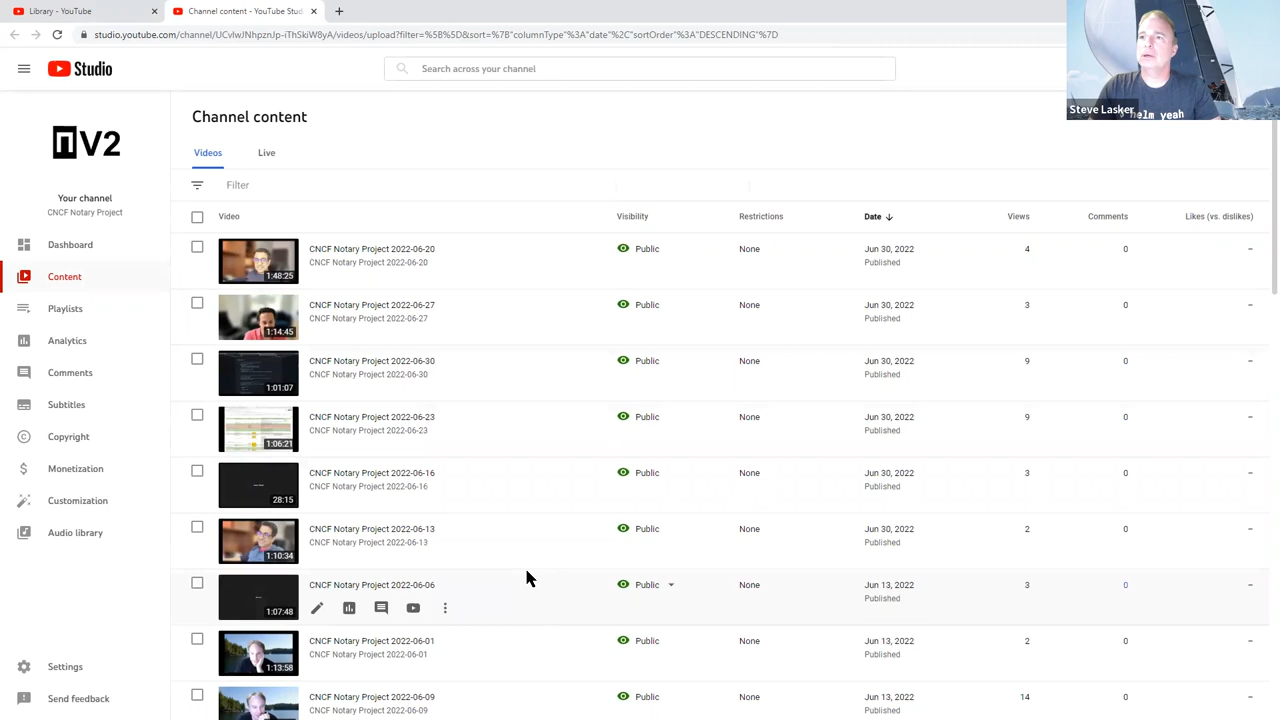 Library - YouTube
Channel content - YouTube Stud
studio.youtube.com/channel/UCvlwJNhpznJp-iThSkiW8yA/videos/upload?filter=%5B%5D&sort=%7B"columnType"%3A"date"%2C"sortOrder"%3A"DESCENDING"%7D
Studio
Search across your channel
Steve Lasker
helm yeah
nV2
Your channel
CNCF Notary Project
Dashboard
Content
Playlists
Analytics
Comments
Subtitles
Copyright
Monetization
Customization
Audio library
Settings
Send feedback
Channel content
Videos Live
Filter
Video Visibility Restrictions Date Views Comments Likes (vs. dislikes)
CNCF Notary Project 2022-06-20 Public None Jun 30, 2022 4 0 –
CNCF Notary Project 2022-06-20 Published
1:48:25
CNCF Notary Project 2022-06-27 Public None Jun 30, 2022 3 0 –
CNCF Notary Project 2022-06-27 Published
1:14:45
CNCF Notary Project 2022-06-30 Public None Jun 30, 2022 9 0 –
CNCF Notary Project 2022-06-30 Published
1:01:07
CNCF Notary Project 2022-06-23 Public None Jun 30, 2022 9 0 –
CNCF Notary Project 2022-06-23 Published
1:06:21
CNCF Notary Project 2022-06-16 Public None Jun 30, 2022 3 0 –
CNCF Notary Project 2022-06-16 Published
28:15
CNCF Notary Project 2022-06-13 Public None Jun 30, 2022 2 0 –
CNCF Notary Project 2022-06-13 Published
1:10:34
CNCF Notary Project 2022-06-06 Public None Jun 13, 2022 3 0 –
Published
1:07:48
CNCF Notary Project 2022-06-01 Public None Jun 13, 2022 2 0 –
CNCF Notary Project 2022-06-01 Published
1:13:58
CNCF Notary Project 2022-06-09 Public None Jun 13, 2022 14 0 –
CNCF Notary Project 2022-06-09 Published